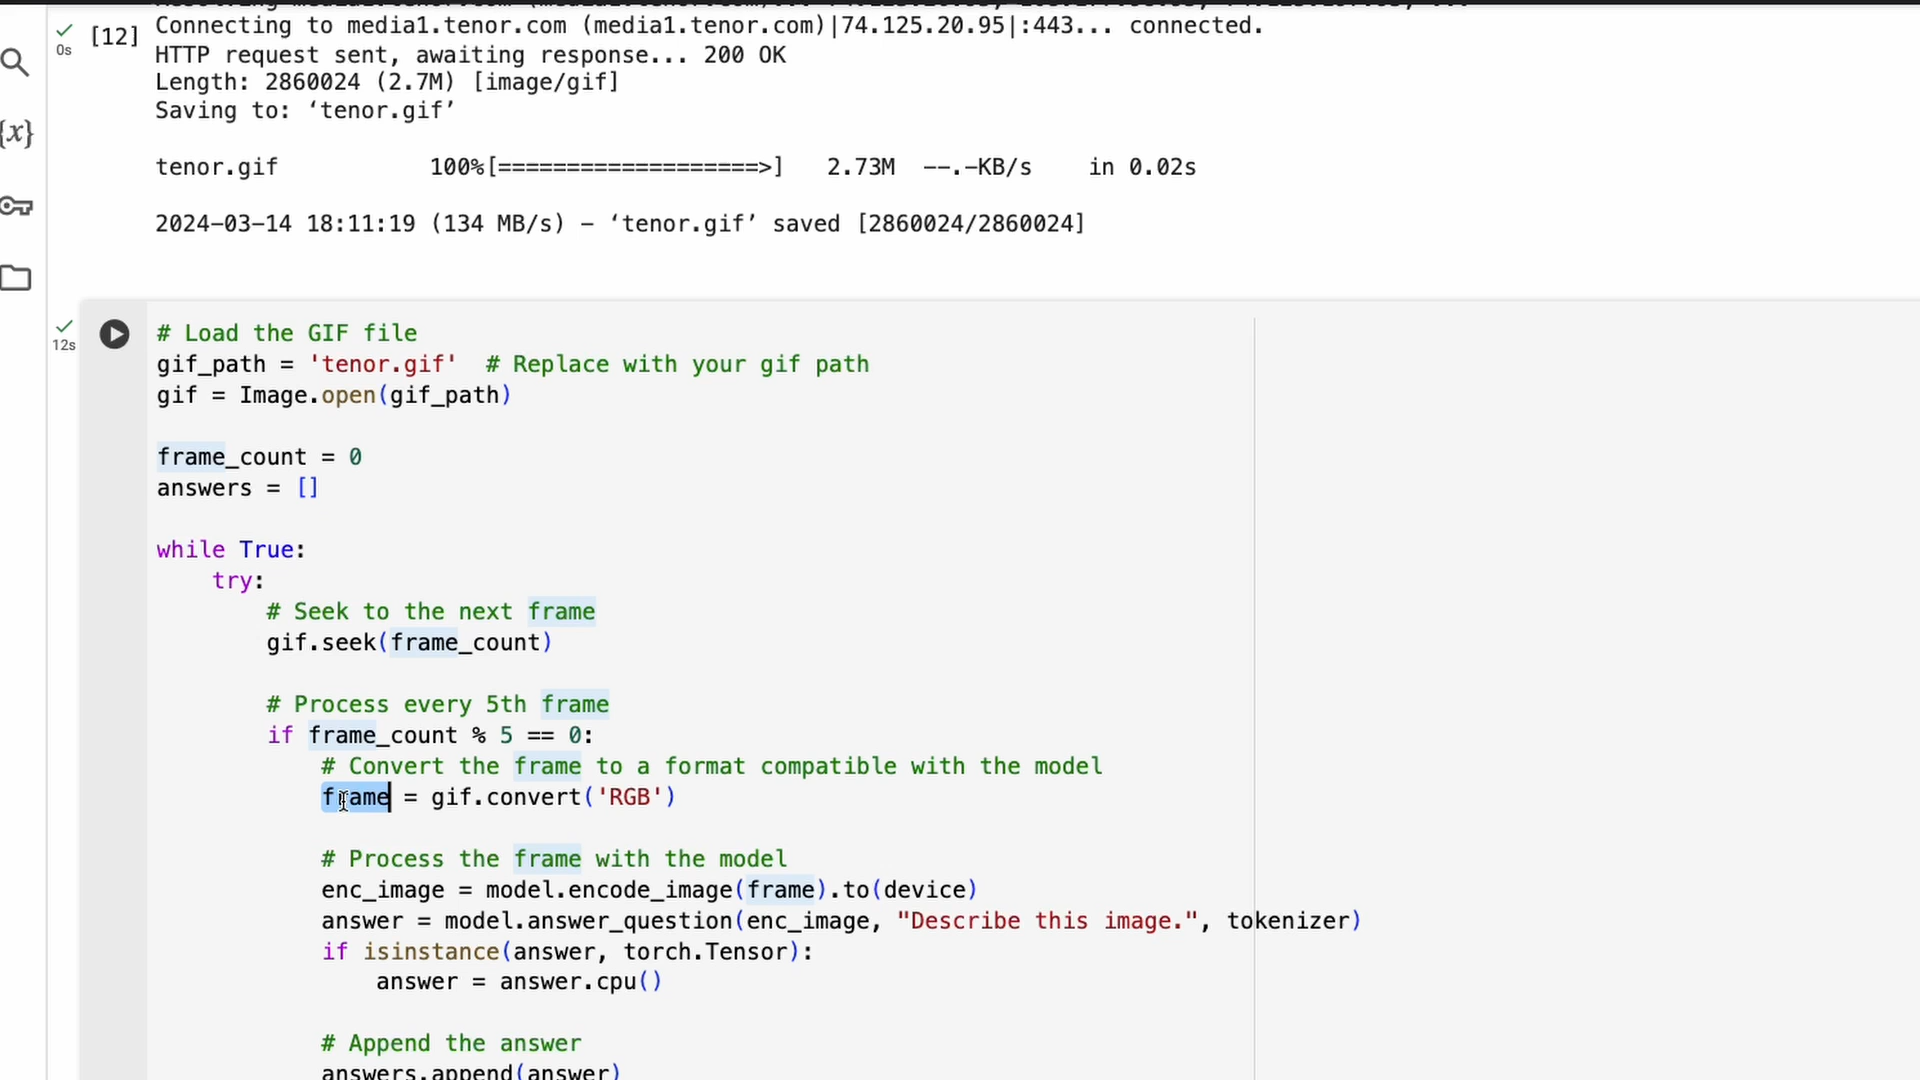 [12]
0s
Connecting to media1.tenor.com (media1.tenor.com)|74.125.20.95|:443... connected.
HTTP request sent, awaiting response... 200 OK
Length: 2860024 (2.7M) [image/gif]
Saving to: ‘tenor.gif’
{x}
tenor.gif 100%[===================>] 2.73M --.-KB/s in 0.02s
2024-03-14 18:11:19 (134 MB/s) - ‘tenor.gif’ saved [2860024/2860024]
12s
# Load the GIF file
gif_path = 'tenor.gif' # Replace with your gif path
gif = Image.open(gif_path)
frame_count = 0
answers = []
while True:
try:
# Seek to the next frame
gif.seek(frame_count)
# Process every 5th frame
if frame_count % 5 == 0:
# Convert the frame to a format compatible with the model
frame = gif.convert('RGB')
# Process the frame with the model
enc_image = model.encode_image(frame).to(device)
answer = model.answer_question(enc_image, "Describe this image.", tokenizer)
if isinstance(answer, torch.Tensor):
answer = answer.cpu()
# Append the answer
answers.append(answer)